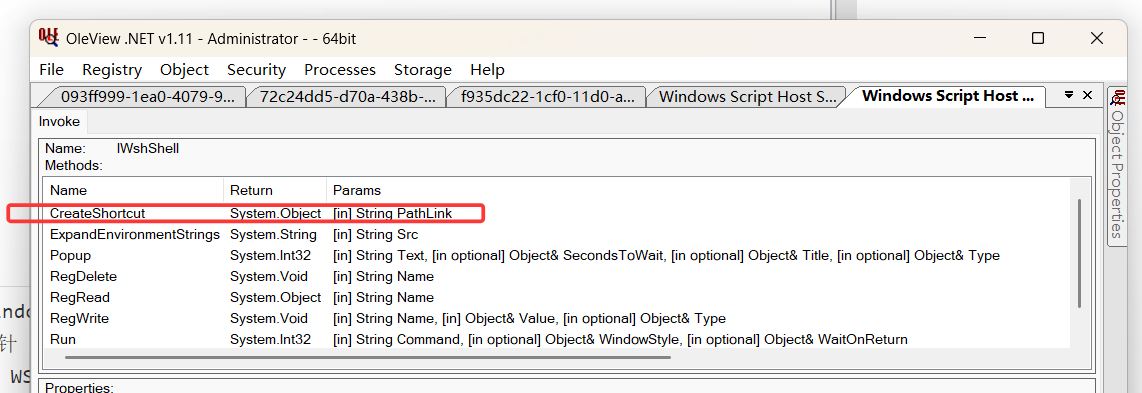 OleView .NET v1.11 - Administrator - - 64bit
File Registry Object Security Processes Storage Help
093ff999-1ea0-4079-9... 72c24dd5-d70a-438b-... f935dc22-1cf0-11d0-a... Windows Script Host S... Windows Script Host ...
Invoke
Object Properties
Name: IWshShell
Methods:
Name Return Params
CreateShortcut System.Object [in] String PathLink
ExpandEnvironmentStrings System.String [in] String Src
Popup System.Int32 [in] String Text, [in optional] Object& SecondsToWait, [in optional] Object& Title, [in optional] Object& Type
RegDelete System.Void [in] String Name
RegRead System.Object [in] String Name
RegWrite System.Void [in] String Name, [in] Object& Value, [in optional] Object& Type
Run System.Int32 [in] String Command, [in optional] Object& WindowStyle, [in optional] Object& WaitOnReturn
Properties:
针